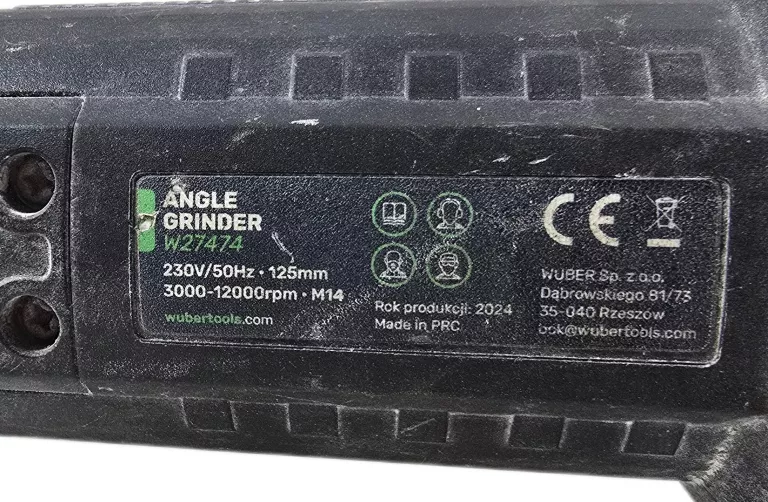 ANGLE
GRINDER
W27474
230V/50Hz • 125mm
3000-12000rpm • M14
wubertools.com
Rok produkcji: 2024
Made in PRC
CE
WUBER Sp. z o.o.
Dąbrowskiego 81/73
35-040 Rzeszów
bok@wubertools.com